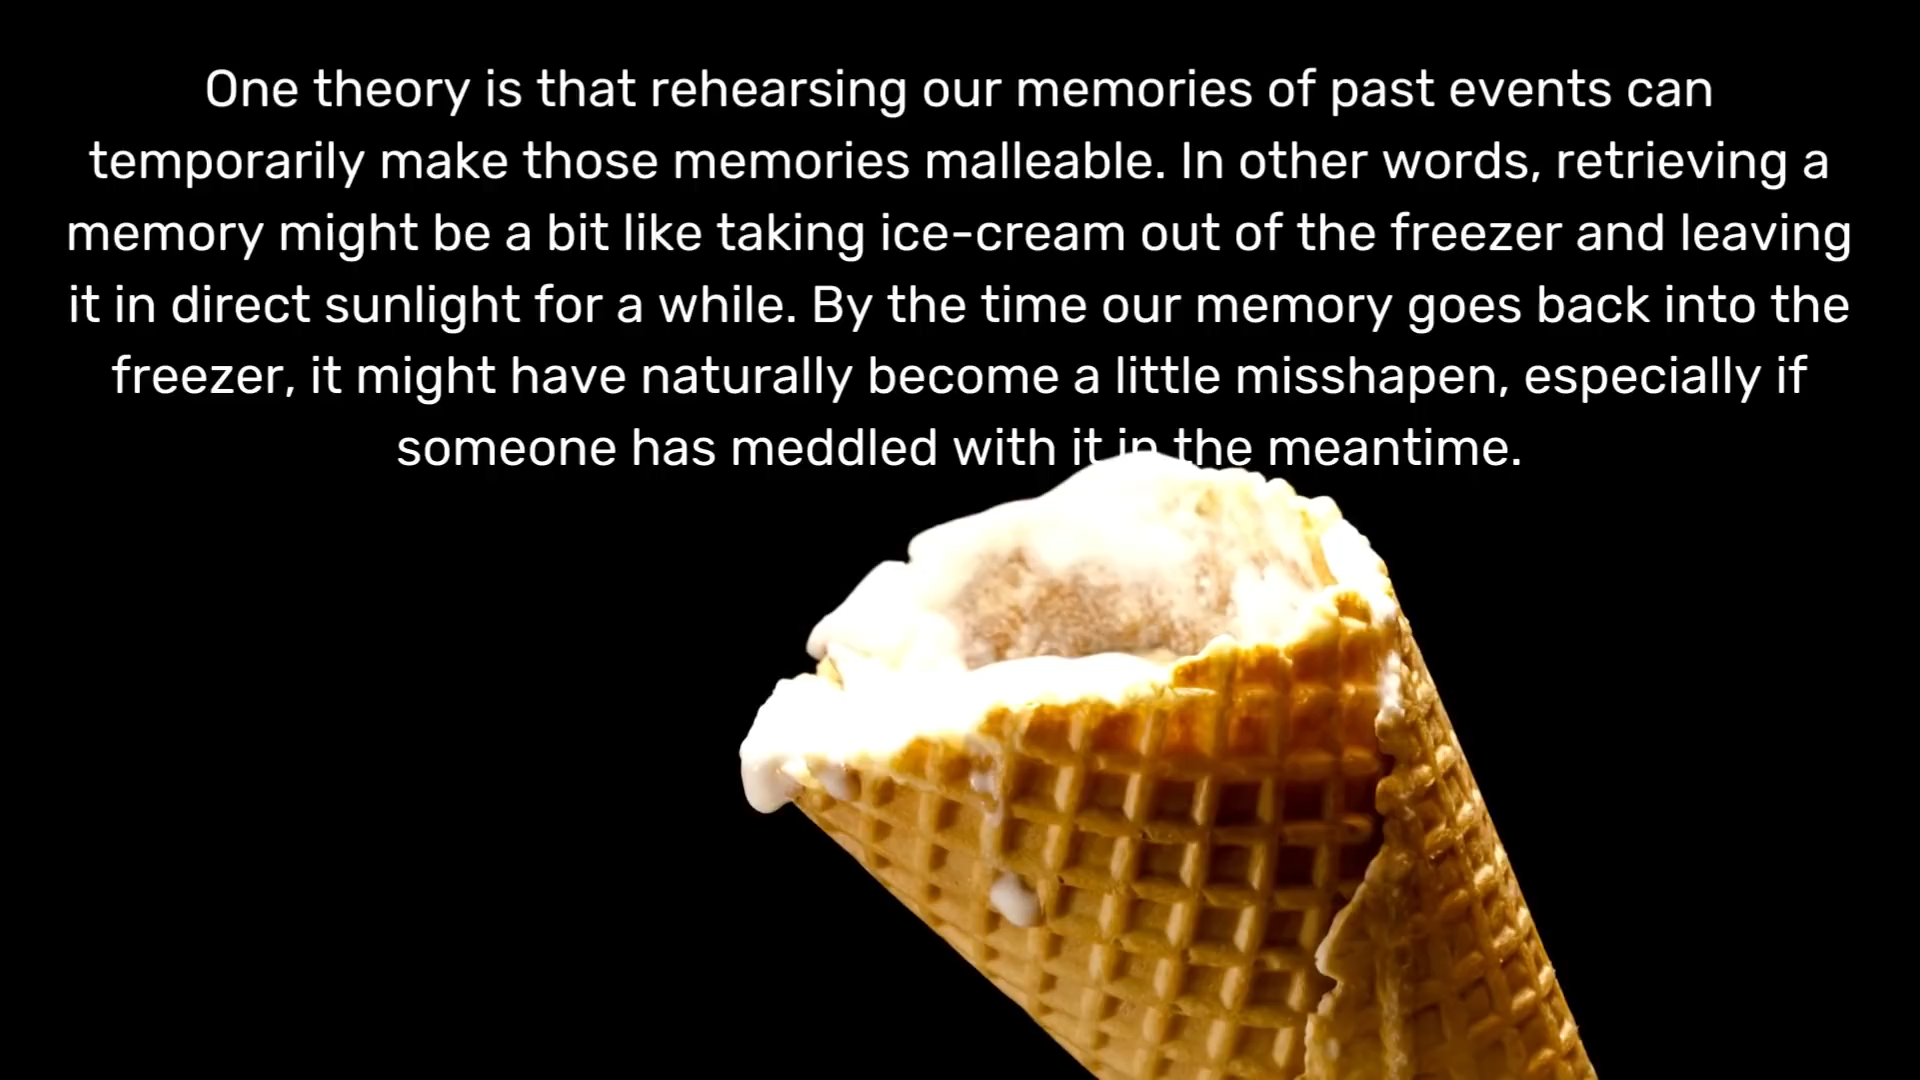 One theory is that rehearsing our memories of past events can
temporarily make those memories malleable. In other words, retrieving a
memory might be a bit like taking ice-cream out of the freezer and leaving
it in direct sunlight for a while. By the time our memory goes back into the
freezer, it might have naturally become a little misshapen, especially if
someone has meddled with it in the meantime.